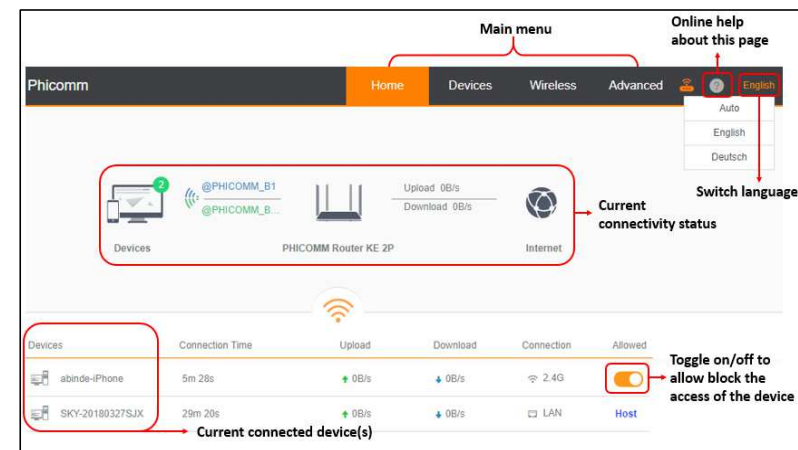 Main menu
Online help
about this page
Phicomm
Home
Devices
Wireless
Advanced
?
English
Auto
English
Deutsch
Switch language
2
@PHICOMM_B1
@PHICOMM_B...
Upload 0B/s
Download 0B/s
Devices
PHICOMM Router KE 2P
Internet
Current
connectivity status
Devices Connection Time Upload Download Connection Allowed
abinde-iPhone 5m 28s 0B/s 0B/s 2.4G
SKY-20180327SJX 29m 20s 0B/s 0B/s LAN Host
Toggle on/off to
allow block the
access of the device
Current connected device(s)